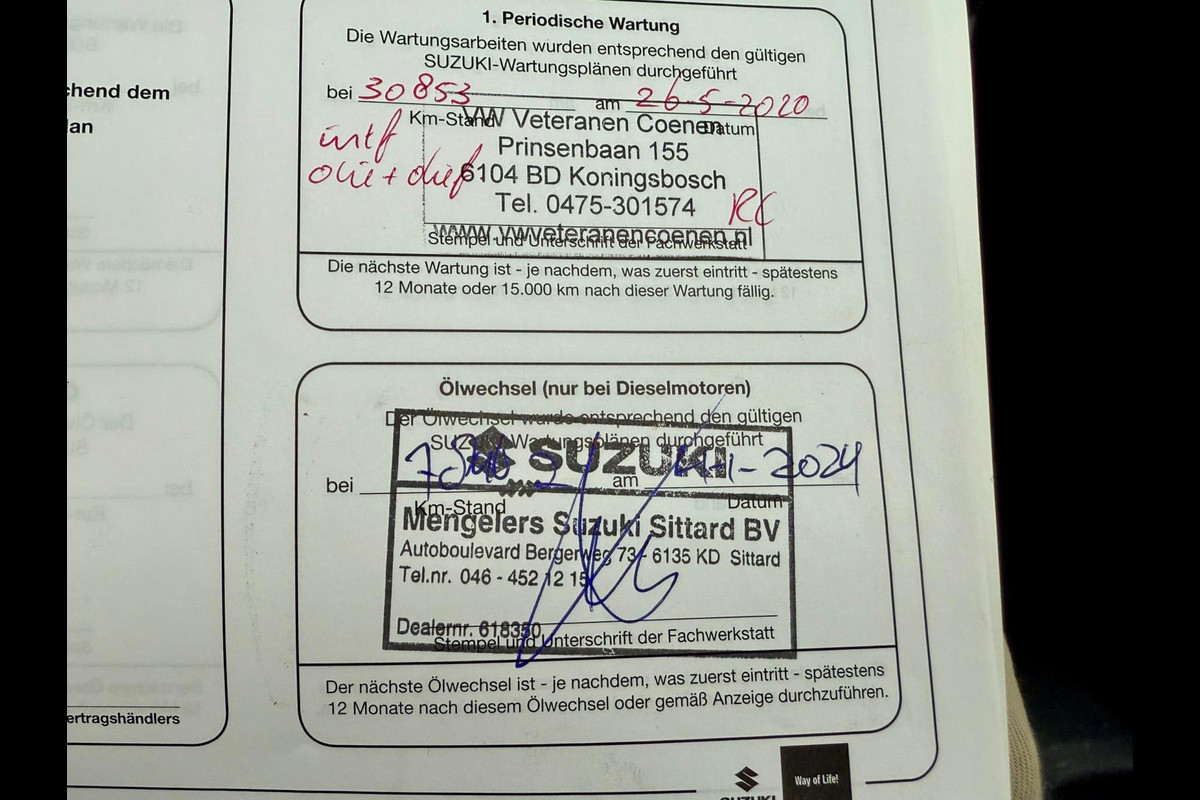 chend dem
lan
ertragshändlers
1. Periodische Wartung
Die Wartungsarbeiten wurden entsprechend den gültigen
SUZUKI-Wartungsplänen durchgeführt
bei 30853 am 26-5-2020
Km-Stand Datum
VW Veteranen Coenen
Prinsenbaan 155
6104 BD Koningsbosch
Tel. 0475-301574
www.vwveteranencoenen.nl
olie +
RC
Stempel und Unterschrift der Fachwerkstatt
Die nächste Wartung ist - je nachdem, was zuerst eintritt - spätestens
12 Monate oder 15.000 km nach dieser Wartung fällig.
Ölwechsel (nur bei Dieselmotoren)
Der Ölwechsel wurde entsprechend den gültigen
SUZUKI-Wartungsplänen durchgeführt
SUZUKI
bei am
Km-Stand Datum
Mengelers Suzuki Sittard BV
Autoboulevard Bergerweg 73 - 6135 KD Sittard
Tel.nr. 046 - 452 12 15
Dealernr. 618350
Stempel und Unterschrift der Fachwerkstatt
Der nächste Ölwechsel ist - je nachdem, was zuerst eintritt - spätestens
12 Monate nach diesem Ölwechsel oder gemäß Anzeige durchzuführen.
SUZUKI
Way of Life!